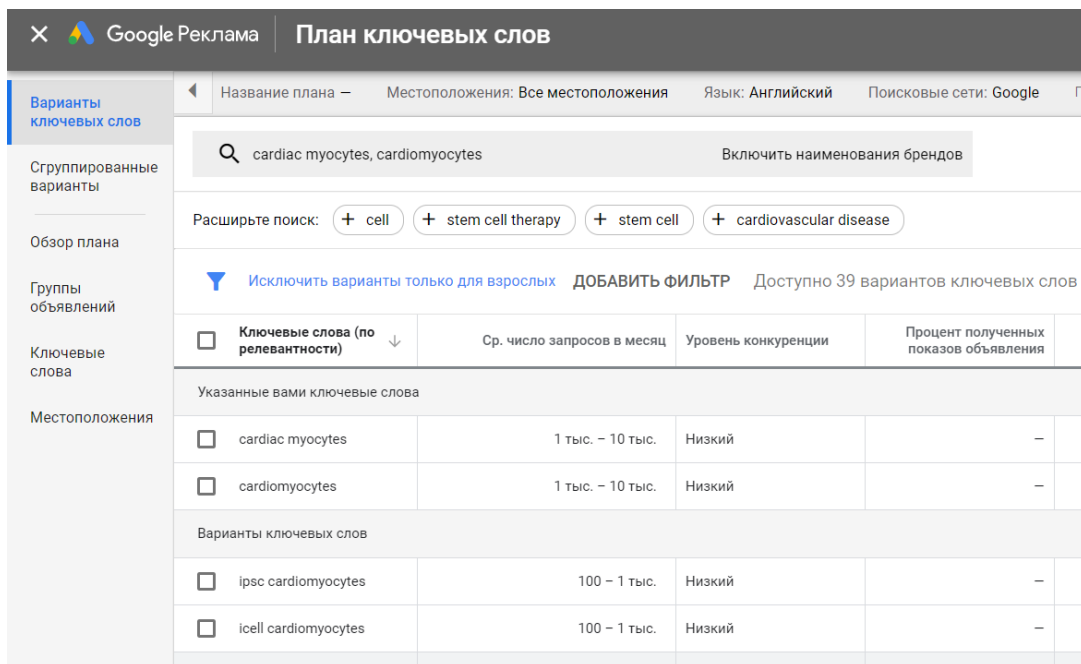 Google Реклама План ключевых слов
Варианты ключевых слов
Сгруппированные варианты
Обзор плана
Группы объявлений
Ключевые слова
Местоположения
Название плана – Местоположения: Все местоположения Язык: Английский Поисковые сети: Google
cardiac myocytes, cardiomyocytes Включить наименования брендов
Расширьте поиск: + cell + stem cell therapy + stem cell + cardiovascular disease
Исключить варианты только для взрослых ДОБАВИТЬ ФИЛЬТР Доступно 39 вариантов ключевых слов
Ключевые слова (по релевантности) Ср. число запросов в месяц Уровень конкуренции Процент полученных показов объявления
Указанные вами ключевые слова
cardiac myocytes 1 тыс. – 10 тыс. Низкий –
cardiomyocytes 1 тыс. – 10 тыс. Низкий –
Варианты ключевых слов
ipsc cardiomyocytes 100 – 1 тыс. Низкий –
icell cardiomyocytes 100 – 1 тыс. Низкий –